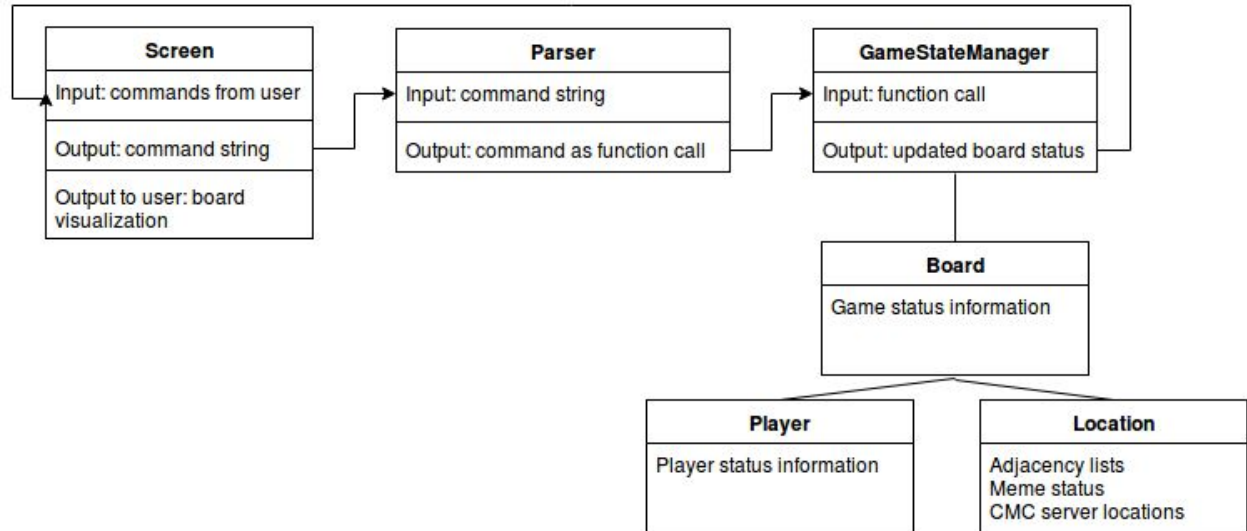 Screen
Input: commands from user
Output: command string
Output to user: board
visualization
Parser
Input: command string
Output: command as function call
GameStateManager
Input: function call
Output: updated board status
Board
Game status information
Player
Player status information
Location
Adjacency lists
Meme status
CMC server locations